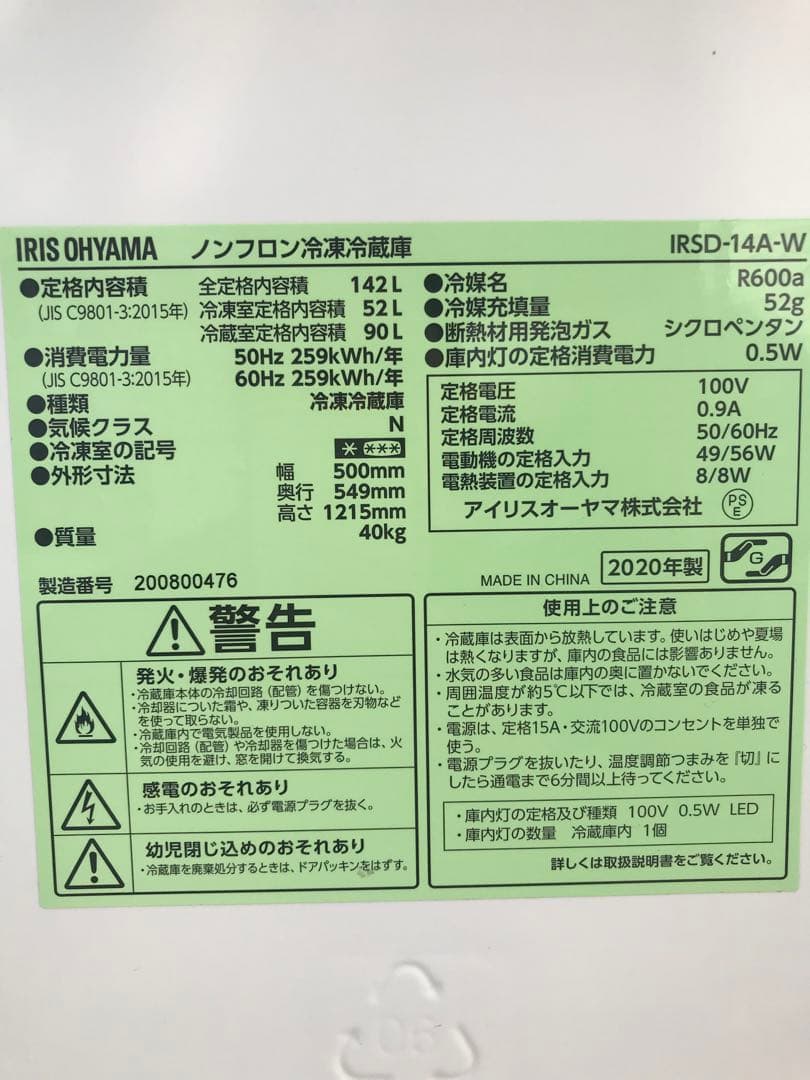 IRIS OHYAMA ノンフロン冷凍冷蔵庫 IRSD-14A-W
●定格内容積 全定格内容積 142L
(JIS C9801-3:2015年) 冷凍室定格内容積 52L
冷蔵室定格内容積 90L
●消費電力量 50Hz 259kWh/年
(JIS C9801-3:2015年) 60Hz 259kWh/年
●種類 冷凍冷蔵庫
●気候クラス N
●冷凍室の記号 * ***
●外形寸法 幅 500mm
奥行 549mm
高さ 1215mm
●質量 40kg
製造番号 200800476
●冷媒名 R600a
●冷媒充填量 52g
●断熱材用発泡ガス シクロペンタン
●庫内灯の定格消費電力 0.5W
定格電圧 100V
定格電流 0.9A
定格周波数 50/60Hz
電動機の定格入力 49/56W
電熱装置の定格入力 8/8W
アイリスオーヤマ株式会社 PSE
MADE IN CHINA 2020年製 G
警告
発火・爆発のおそれあり
・冷蔵庫本体の冷却回路（配管）を傷つけない。
・冷却器についた霜や、凍りついた容器を刃物など
を使って取らない。
・冷蔵庫内で電気製品を使用しない。
・冷却回路（配管）や冷却器を傷つけた場合は、火
気の使用を避け、窓を開けて換気する。
感電のおそれあり
・お手入れのときは、必ず電源プラグを抜く。
幼児閉じ込めのおそれあり
・冷蔵庫を廃棄処分するときは、ドアパッキンをはずす。
使用上のご注意
・冷蔵庫は表面から放熱しています。使いはじめや夏場
は熱くなりますが、庫内の食品には影響ありません。
・水気の多い食品は庫内の奥に置かないでください。
・周囲温度が約5℃以下では、冷蔵室の食品が凍る
ことがあります。
・電源は、定格15A・交流100Vのコンセントを単独で
使う。
・電源プラグを抜いたり、温度調節つまみを『切』に
したら通電まで6分間以上待ってください。
・庫内灯の定格及び種類 100V 0.5W LED
・庫内灯の数量 冷蔵庫内 1個
詳しくは取扱説明書をご覧ください。
06